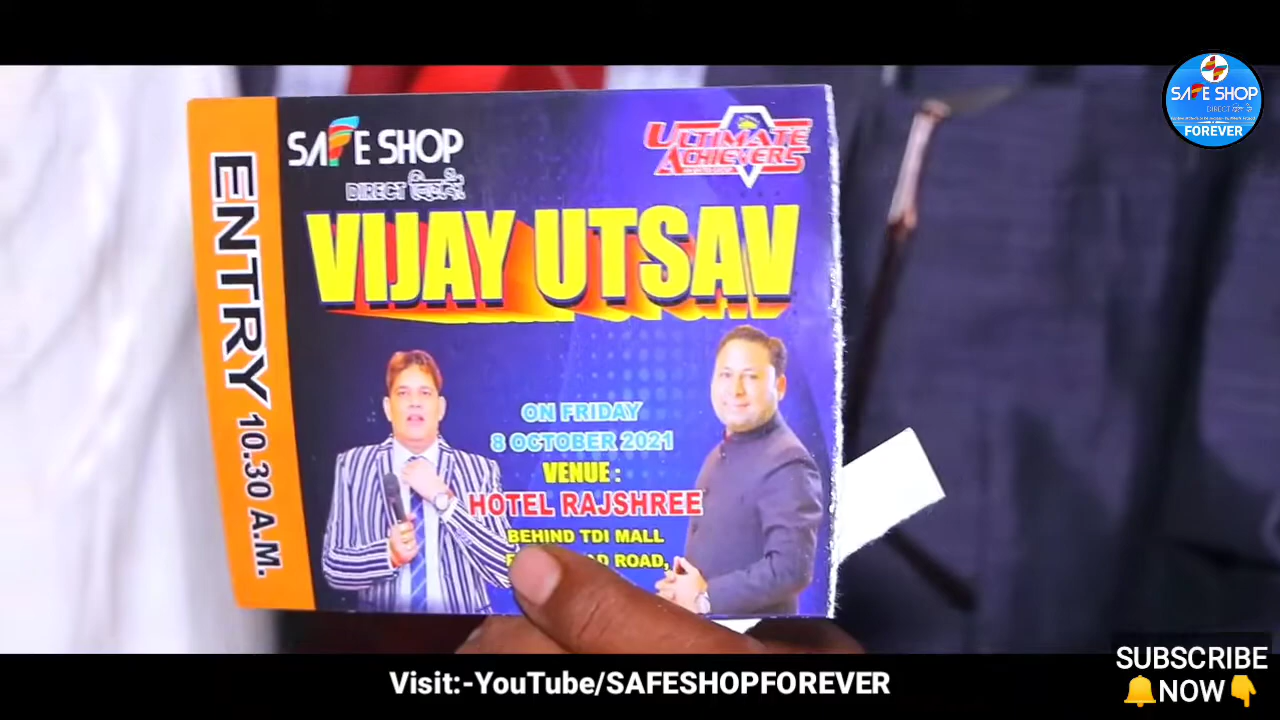 SAFE SHOP
DIRECT
ULTIMATE
ACHIEVERS
VIJAY UTSAV
ENTRY 10.30 A.M.
ON FRIDAY
8 OCTOBER 2021
VENUE :
HOTEL RAJSHREE
BEHIND TDI MALL
ROAD,
SAFE SHOP
DIRECT
FOREVER
Visit:-YouTube/SAFESHOPFOREVER
SUBSCRIBE
NOW